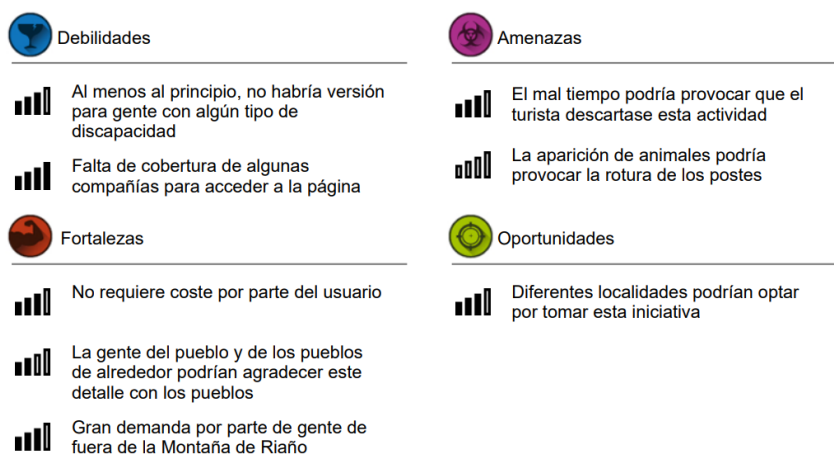 Debilidades
Al menos al principio, no habría versión
para gente con algún tipo de
discapacidad
Falta de cobertura de algunas
compañías para acceder a la página
Amenazas
El mal tiempo podría provocar que el
turista descartase esta actividad
La aparición de animales podría
provocar la rotura de los postes
Fortalezas
No requiere coste por parte del usuario
La gente del pueblo y de los pueblos
de alrededor podrían agradecer este
detalle con los pueblos
Gran demanda por parte de gente de
fuera de la Montaña de Riaño
Oportunidades
Diferentes localidades podrían optar
por tomar esta iniciativa